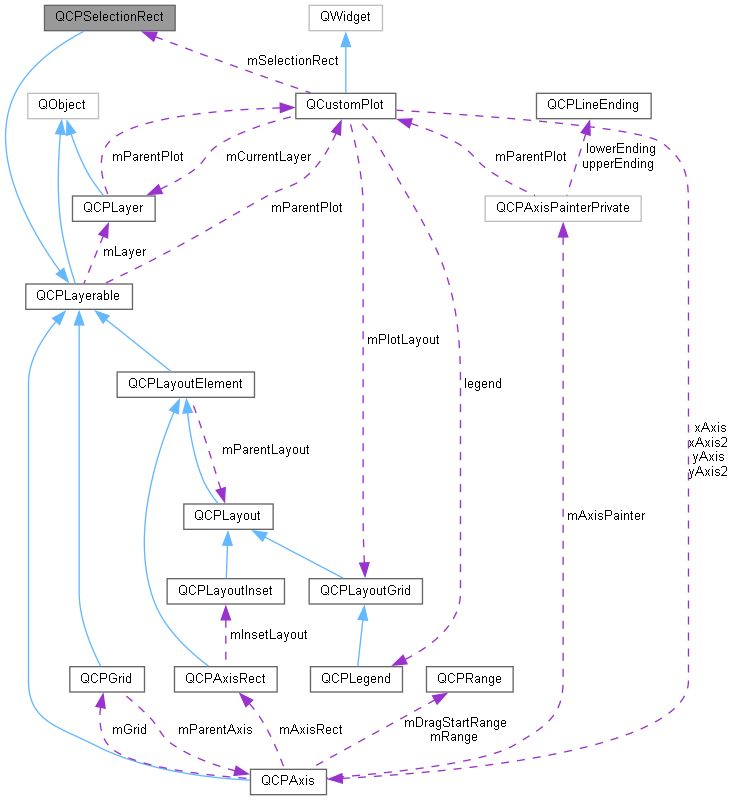 QCPSelectionRect
QWidget
mSelectionRect
QObject
QCustomPlot
QCPLineEnding
mParentPlot
mCurrentLayer
mParentPlot
lowerEnding
upperEnding
QCPLayer
mParentPlot
QCPAxisPainterPrivate
mLayer
QCPLayerable
mPlotLayout
QCPLayoutElement
legend
mParentLayout
xAxis
xAxis2
yAxis
yAxis2
QCPLayout
mAxisPainter
QCPLayoutInset
QCPLayoutGrid
mInsetLayout
QCPGrid
QCPAxisRect
QCPLegend
QCPRange
mGrid
mParentAxis
mAxisRect
mDragStartRange
mRange
QCPAxis